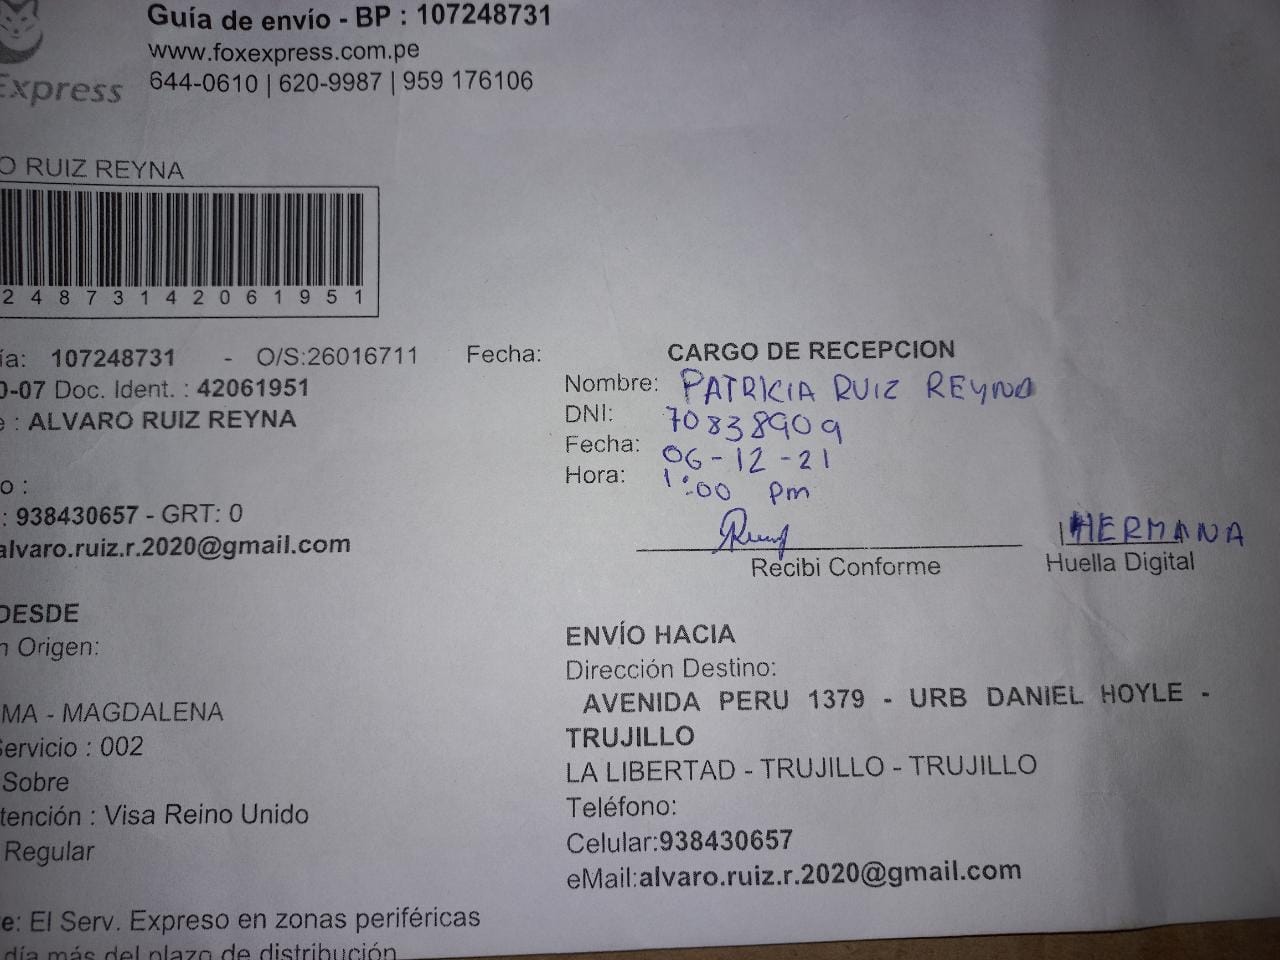 Guía de envío - BP : 107248731
www.foxexpress.com.pe
644-0610 | 620-9987 | 959 176106
Express
O RUIZ REYNA
2 4 8 7 3 1 4 2 0 6 1 9 5 1
ía: 107248731 - O/S:26016711 Fecha:
0-07 Doc. Ident. : 42061951
e : ALVARO RUIZ REYNA
o :
: 938430657 - GRT: 0
alvaro.ruiz.r.2020@gmail.com
CARGO DE RECEPCION
Nombre: PATRICIA RUIZ REYNA
DNI: 70838909
Fecha: 06-12-21
Hora: 1:00 pm
HERMANA
Recibi Conforme Huella Digital
DESDE
n Origen:
MA - MAGDALENA
Servicio : 002
Sobre
tención : Visa Reino Unido
Regular
ENVÍO HACIA
Dirección Destino:
AVENIDA PERU 1379 - URB DANIEL HOYLE -
TRUJILLO
LA LIBERTAD - TRUJILLO - TRUJILLO
Teléfono:
Celular:938430657
eMail:alvaro.ruiz.r.2020@gmail.com
e: El Serv. Expreso en zonas periféricas
día más del plazo de distribución